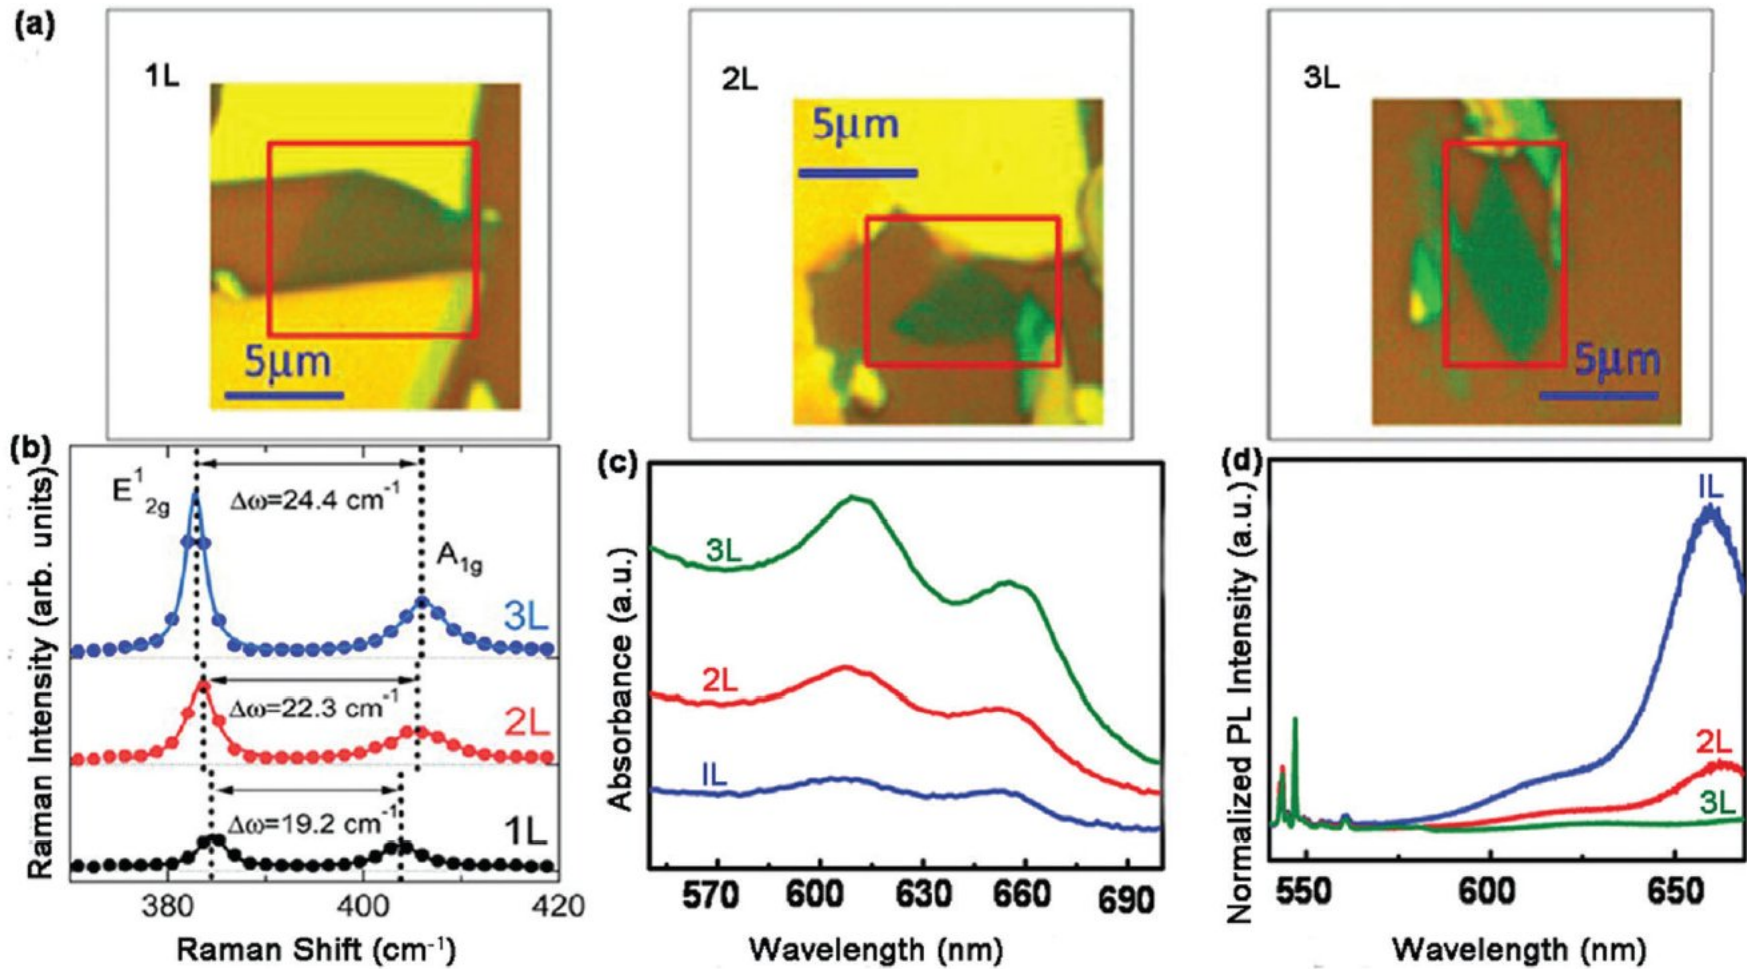 (a)
1L
5μm
2L
5μm
3L
5μm
(b)
Raman Intensity (arb. units)
E¹₂g
Δω=24.4 cm⁻¹
A₁g
3L
Δω=22.3 cm⁻¹
2L
Δω=19.2 cm⁻¹
1L
380 400 420
Raman Shift (cm⁻¹)
(c)
Absorbance (a.u.)
3L
2L
IL
570 600 630 660 690
Wavelength (nm)
(d)
Normalized PL Intensity (a.u.)
IL
2L
3L
550 600 650
Wavelength (nm)